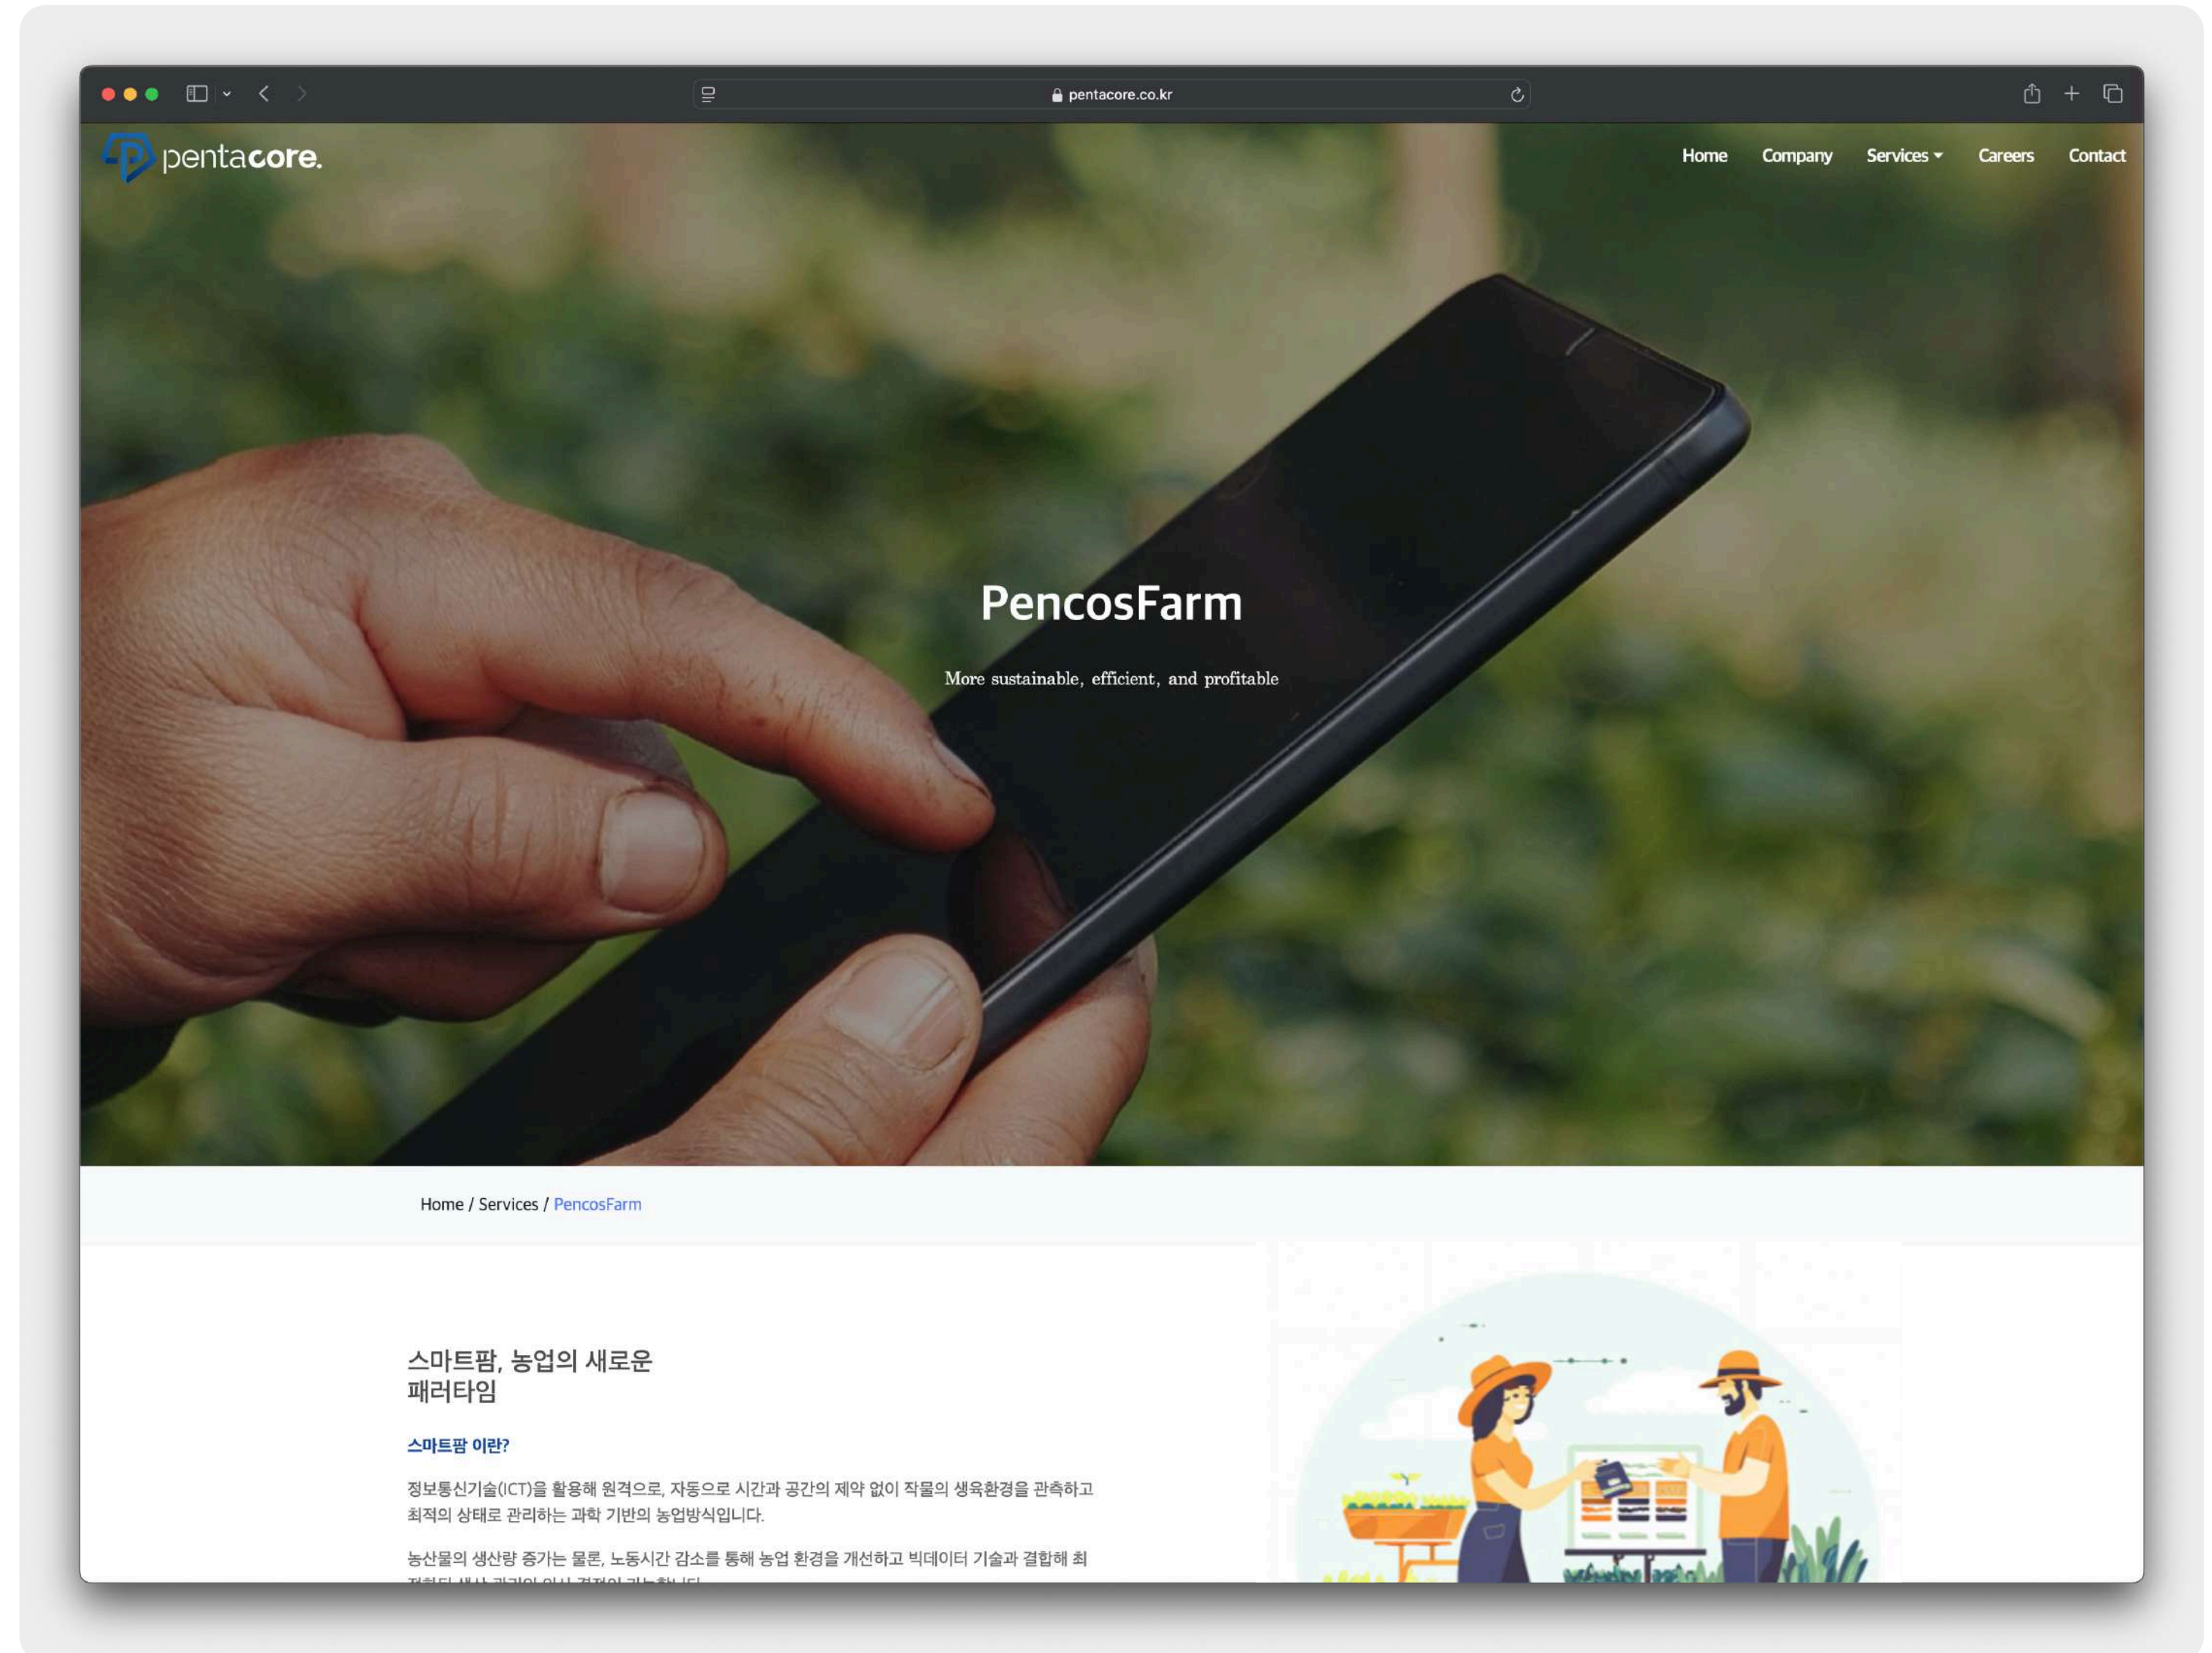 pentacore.co.kr
pentacore.
Home Company Services Careers Contact
PencosFarm
More sustainable, efficient, and profitable
Home / Services / PencosFarm
스마트팜, 농업의 새로운
패러타임
스마트팜 이란?
정보통신기술(ICT)을 활용해 원격으로, 자동으로 시간과 공간의 제약 없이 작물의 생육환경을 관측하고
최적의 상태로 관리하는 과학 기반의 농업방식입니다.
농산물의 생산량 증가는 물론, 노동시간 감소를 통해 농업 환경을 개선하고 빅데이터 기술과 결합해 최